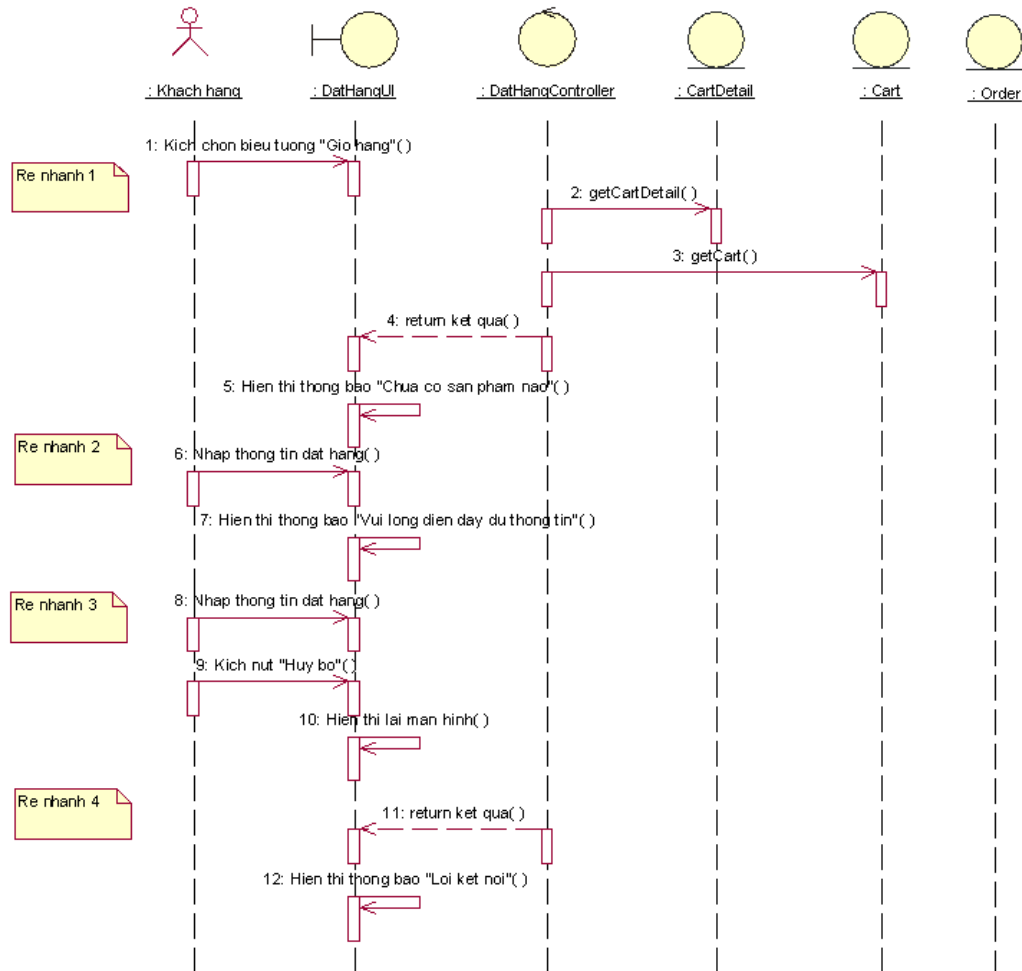 : Khach hang
: DatHangUI
: DatHangController
: CartDetail
: Cart
: Order
1: Kich chon bieu tuong "Gio hang"( )
Re nhanh 1
2: getCartDetail( )
3: getCart( )
4: return ket qua( )
5: Hien thi thong bao "Chua co san pham nao"( )
Re nhanh 2
6: Nhap thong tin dat hang( )
7: Hien thi thong bao "Vui long dien day du thong tin"( )
Re nhanh 3
8: Nhap thong tin dat hang( )
9: Kich nut "Huy bo"( )
10: Hien thi lai man hinh( )
Re nhanh 4
11: return ket qua( )
12: Hien thi thong bao "Loi ket noi"( )